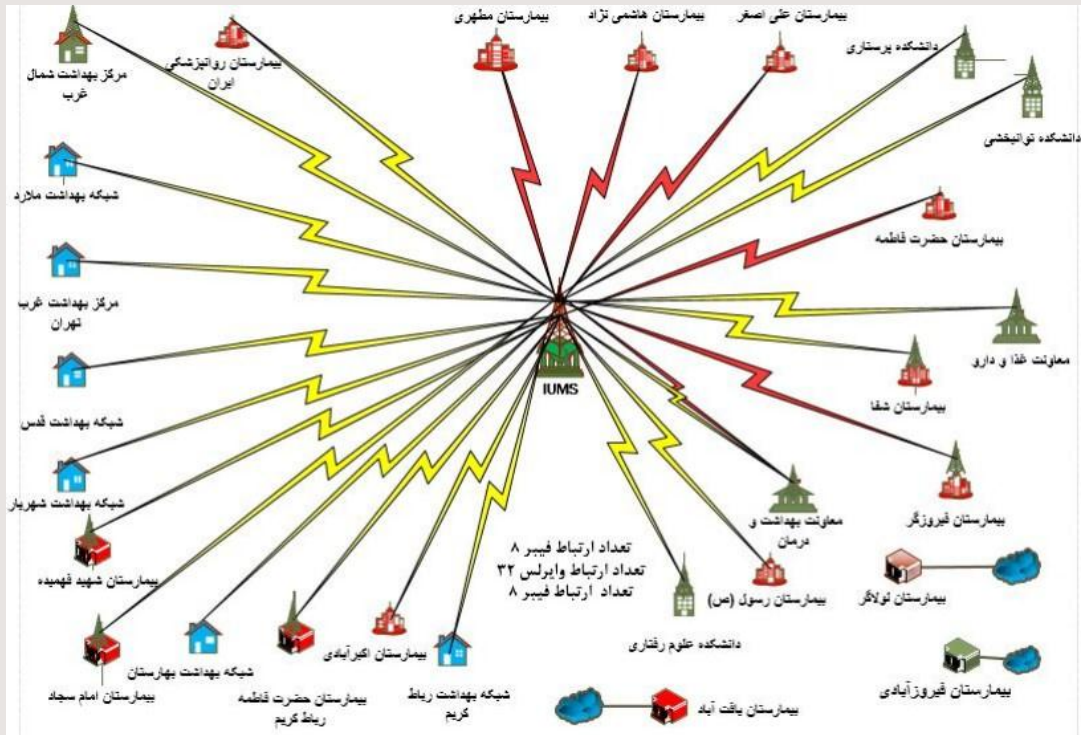 بیمارستان مطهری
بیمارستان هاشمی نژاد
بیمارستان علی اصغر
دانشکده پرستاری
بیمارستان روانپزشکی
ایران
مرکز بهداشت شمال
غرب
دانشکده توانبخشی
شبکه بهداشت ملارد
بیمارستان حضرت فاطمه
مرکز بهداشت غرب
تهران
معاونت غذا و دارو
IUMS
بیمارستان شفا
شبکه بهداشت قدس
شبکه بهداشت شهریار
بیمارستان فیروزگر
معاونت بهداشت و
درمان
تعداد ارتباط فیبر ۸
تعداد ارتباط وایرلس ۳۲
تعداد ارتباط فیبر ۸
بیمارستان شهید فهمیده
بیمارستان رسول (ص)
بیمارستان لولاگر
دانشکده علوم رفتاری
بیمارستان اکبرآبادی
شبکه بهداشت بهارستان
بیمارستان امام سجاد
بیمارستان حضرت فاطمه
رباط کریم
شبکه بهداشت رباط
کریم
بیمارستان فیروزآبادی
بیمارستان یافت آباد